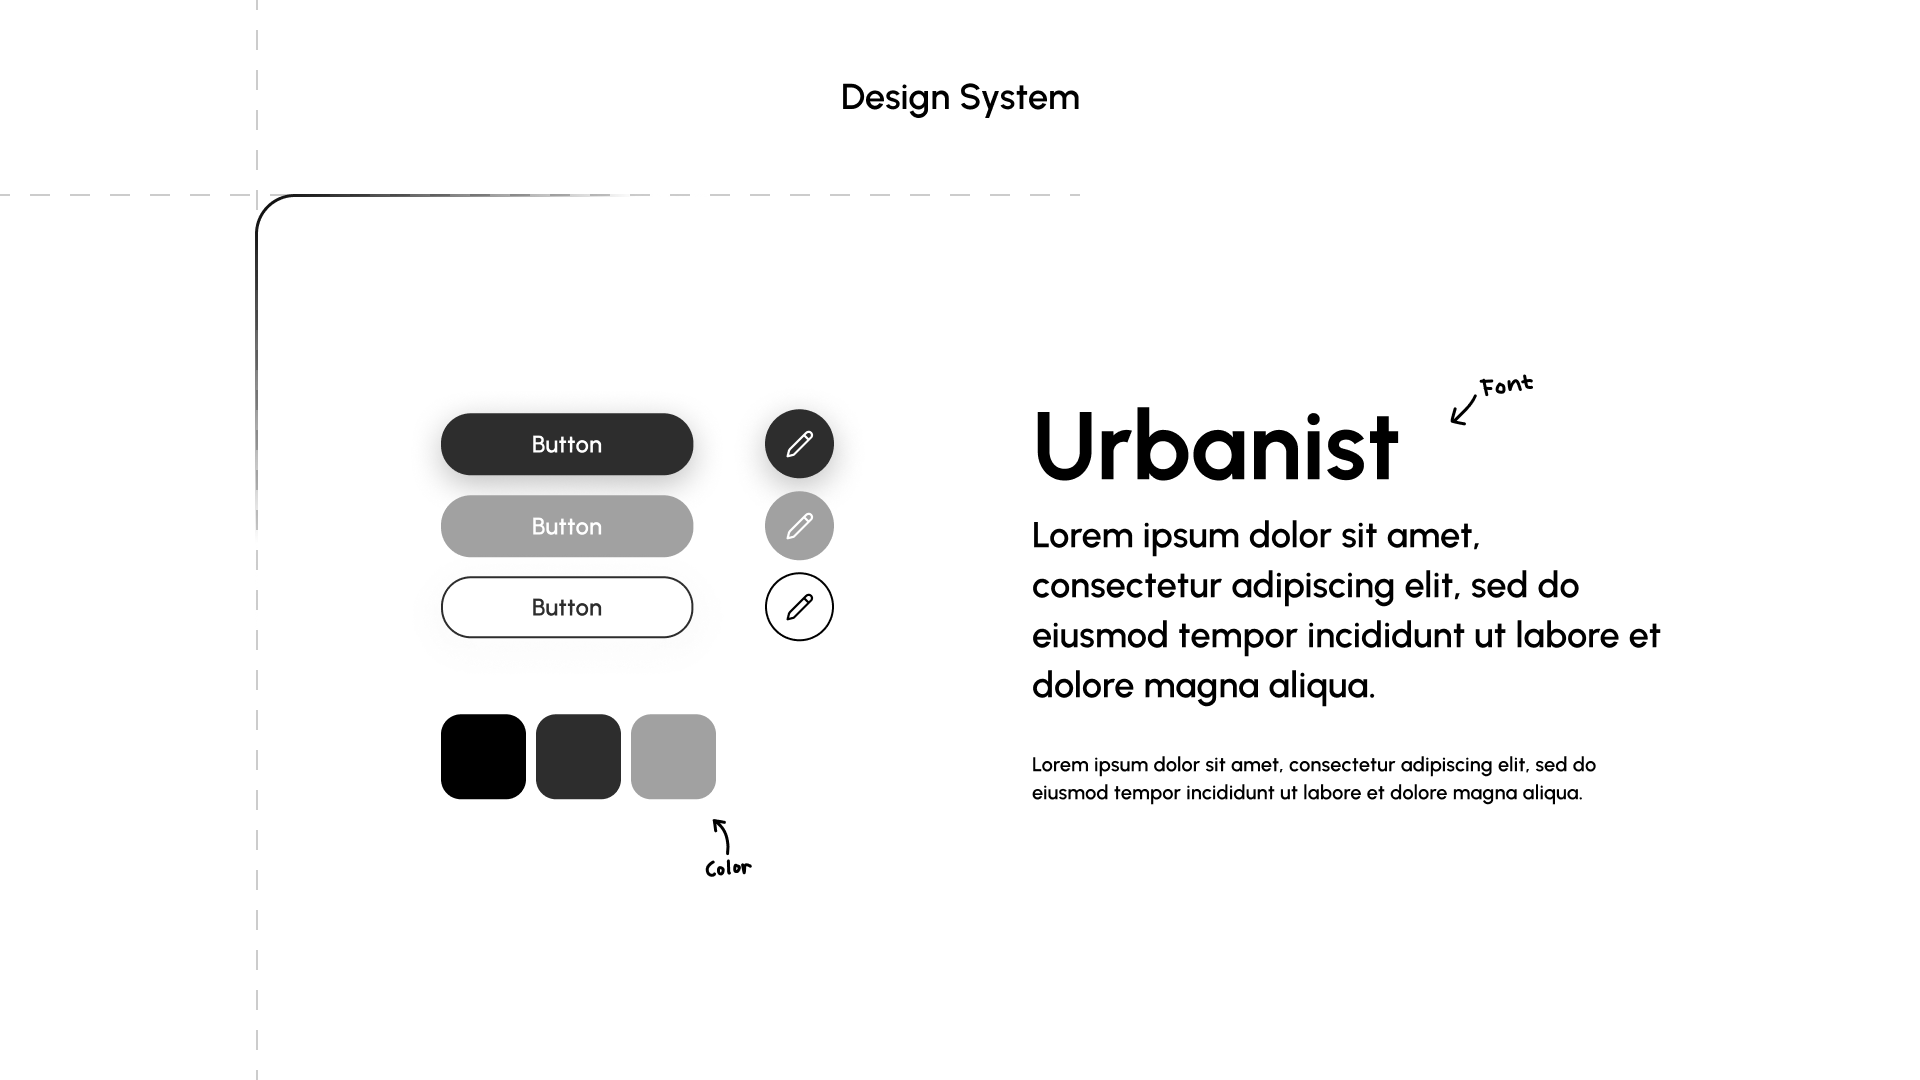 Design System
Button
Button
Button
Color
Font
Urbanist
Lorem ipsum dolor sit amet,
consectetur adipiscing elit, sed do
eiusmod tempor incididunt ut labore et
dolore magna aliqua.
Lorem ipsum dolor sit amet, consectetur adipiscing elit, sed do
eiusmod tempor incididunt ut labore et dolore magna aliqua.